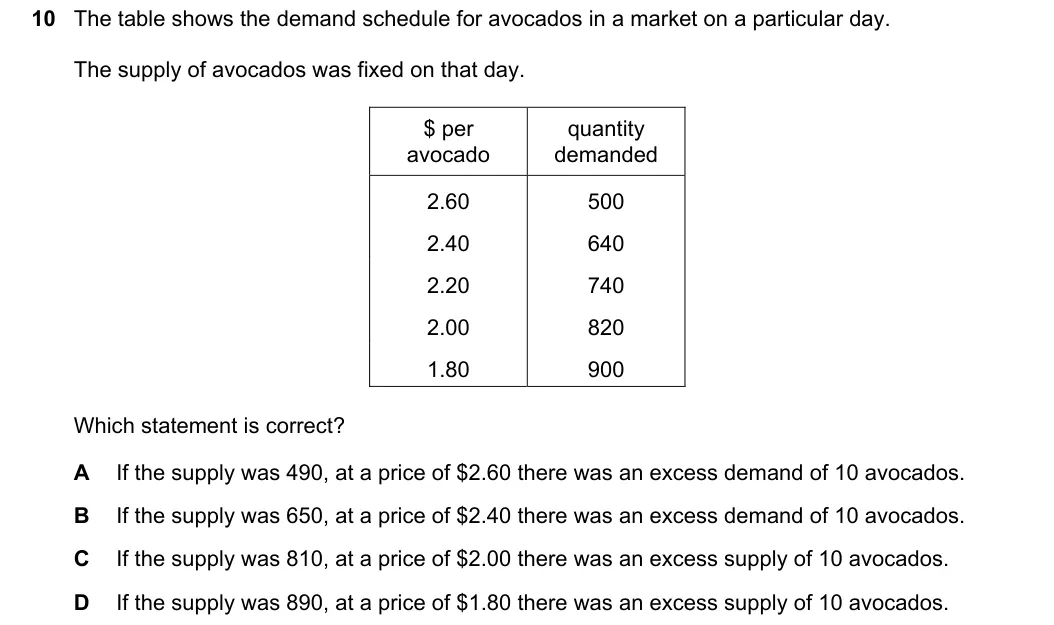 10 The table shows the demand schedule for avocados in a market on a particular day.
The supply of avocados was fixed on that day.
$ per avocado quantity demanded
2.60 500
2.40 640
2.20 740
2.00 820
1.80 900
Which statement is correct?
A If the supply was 490, at a price of $2.60 there was an excess demand of 10 avocados.
B If the supply was 650, at a price of $2.40 there was an excess demand of 10 avocados.
C If the supply was 810, at a price of $2.00 there was an excess supply of 10 avocados.
D If the supply was 890, at a price of $1.80 there was an excess supply of 10 avocados.